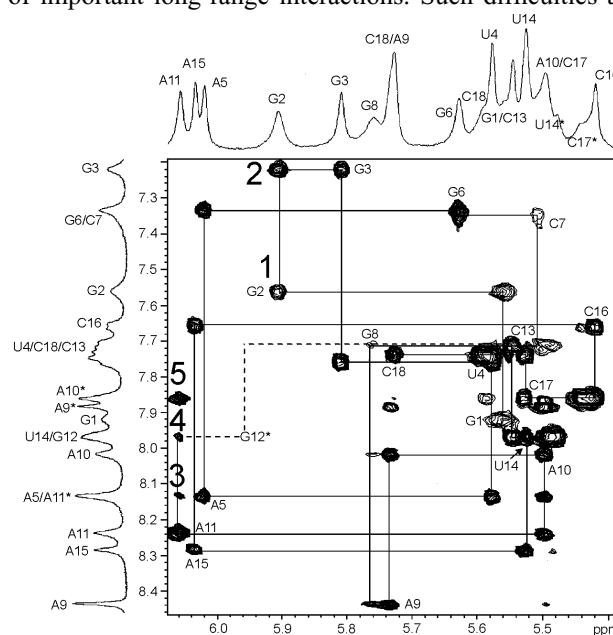 of important long range interactions. Such difficulties a
U14
C18/A9
U4
A15
A10/C17
A11
A5
G3
C16
G2
G8
G6
C18
G1/C13
U14*
C17*
G3
2
G3
7.3
G6/C7
G6
C7
7.4
7.5
1
G2
G2
7.6
C16
C16
C13
7.7
U4/C18/C13
G8
C18
U4
5
7.8
A10*
C17
A9*
4
7.9
G1
G1
U14/G12
G12*
8.0
A10
U14
A10
3
8.1
A5/A11*
A5
8.2
A11
A11
A15
8.3
A15
8.4
A9
A9
6.0 5.9 5.8 5.7 5.6 5.5 ppm